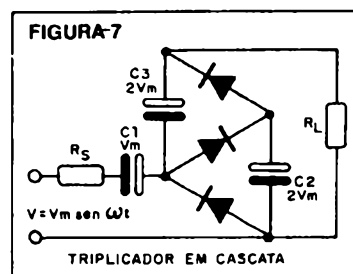 FIGURA-7
C3
2Vm
C1
Vm
RS
RL
C2
2Vm
V=Vm sen ωt
TRIPLICADOR EM CASCATA